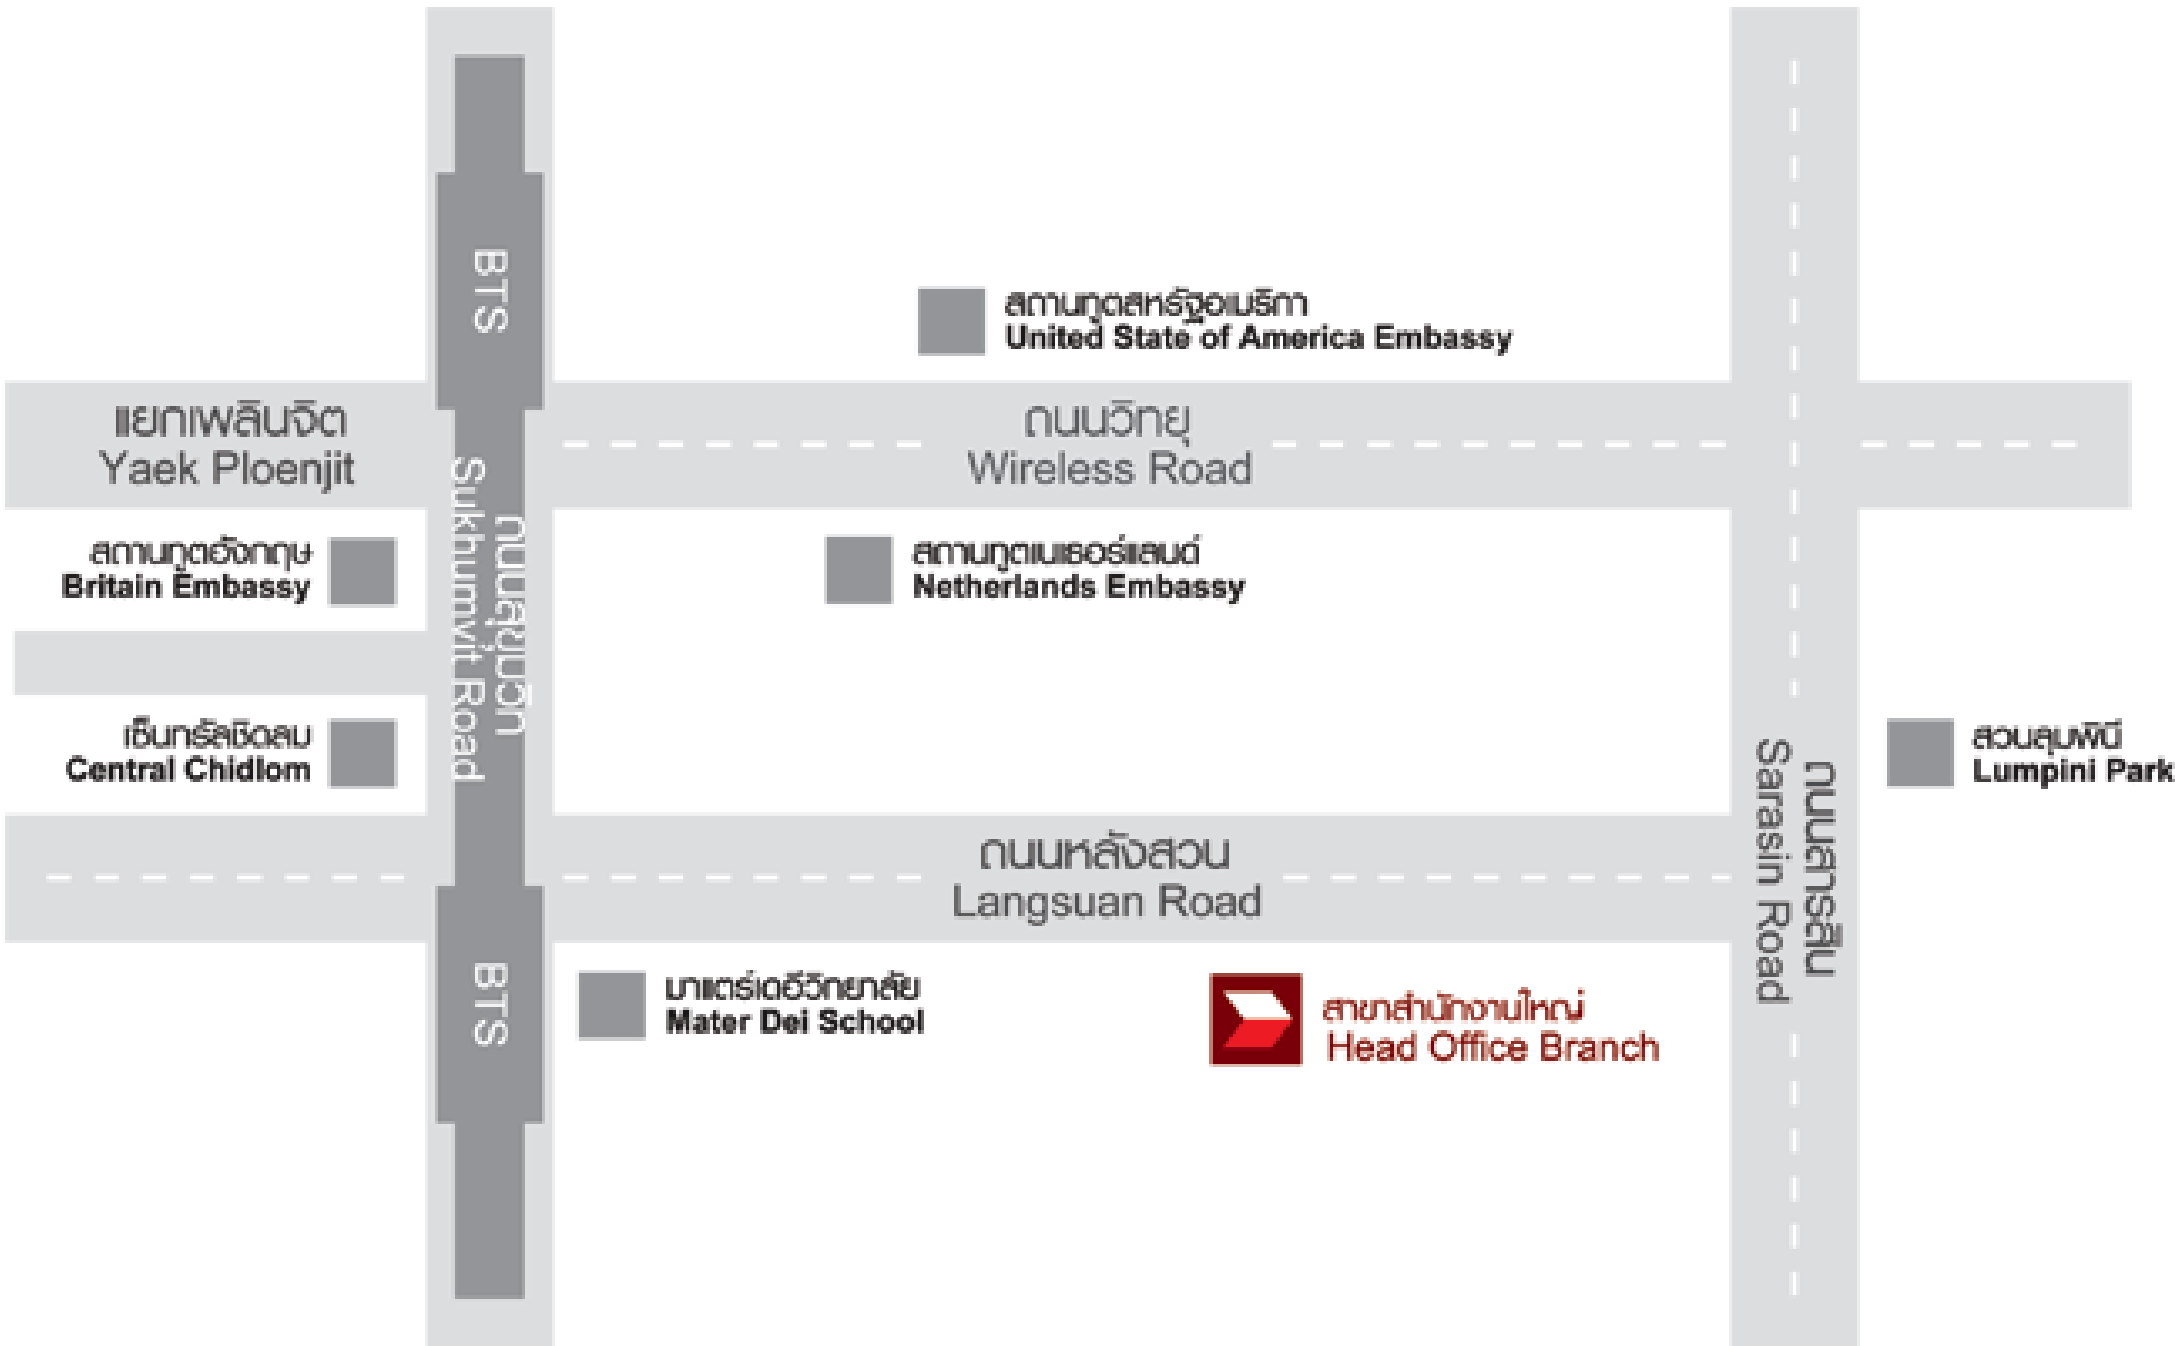 BTS
สถานทูตสหรัฐอเมริกา
United State of America Embassy
แยกเพลินจิต
Yaek Ploenjit
ถนนวิทยุ
Wireless Road
ถนนสุขุมวิท
Sukhumvit Road
สถานทูตอังกฤษ
Britain Embassy
สถานทูตเนเธอร์แลนด์
Netherlands Embassy
เซ็นทรัลชิดลม
Central Chidlom
สวนลุมพินี
Lumpini Park
ถนนสารสิน
Sarasin Road
ถนนหลังสวน
Langsuan Road
BTS
มาแตร์เดอีวิทยาลัย
Mater Dei School
สาขาสำนักงานใหญ่
Head Office Branch